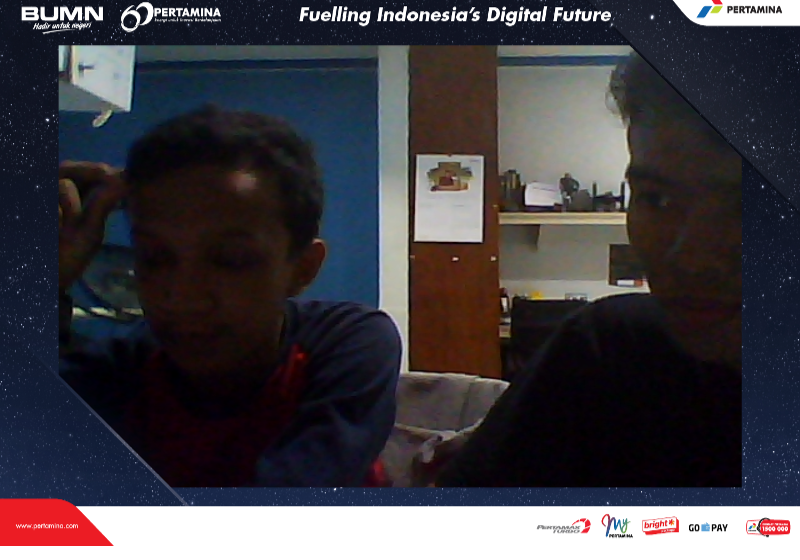 BUMN
Hadir untuk negeri
60 PERTAMINA
Fuelling Indonesia's Digital Future
PERTAMINA
www.pertamina.com
PERTAMAX
TURBO
My
PERTAMINA
bright
GO PAY
1500 000